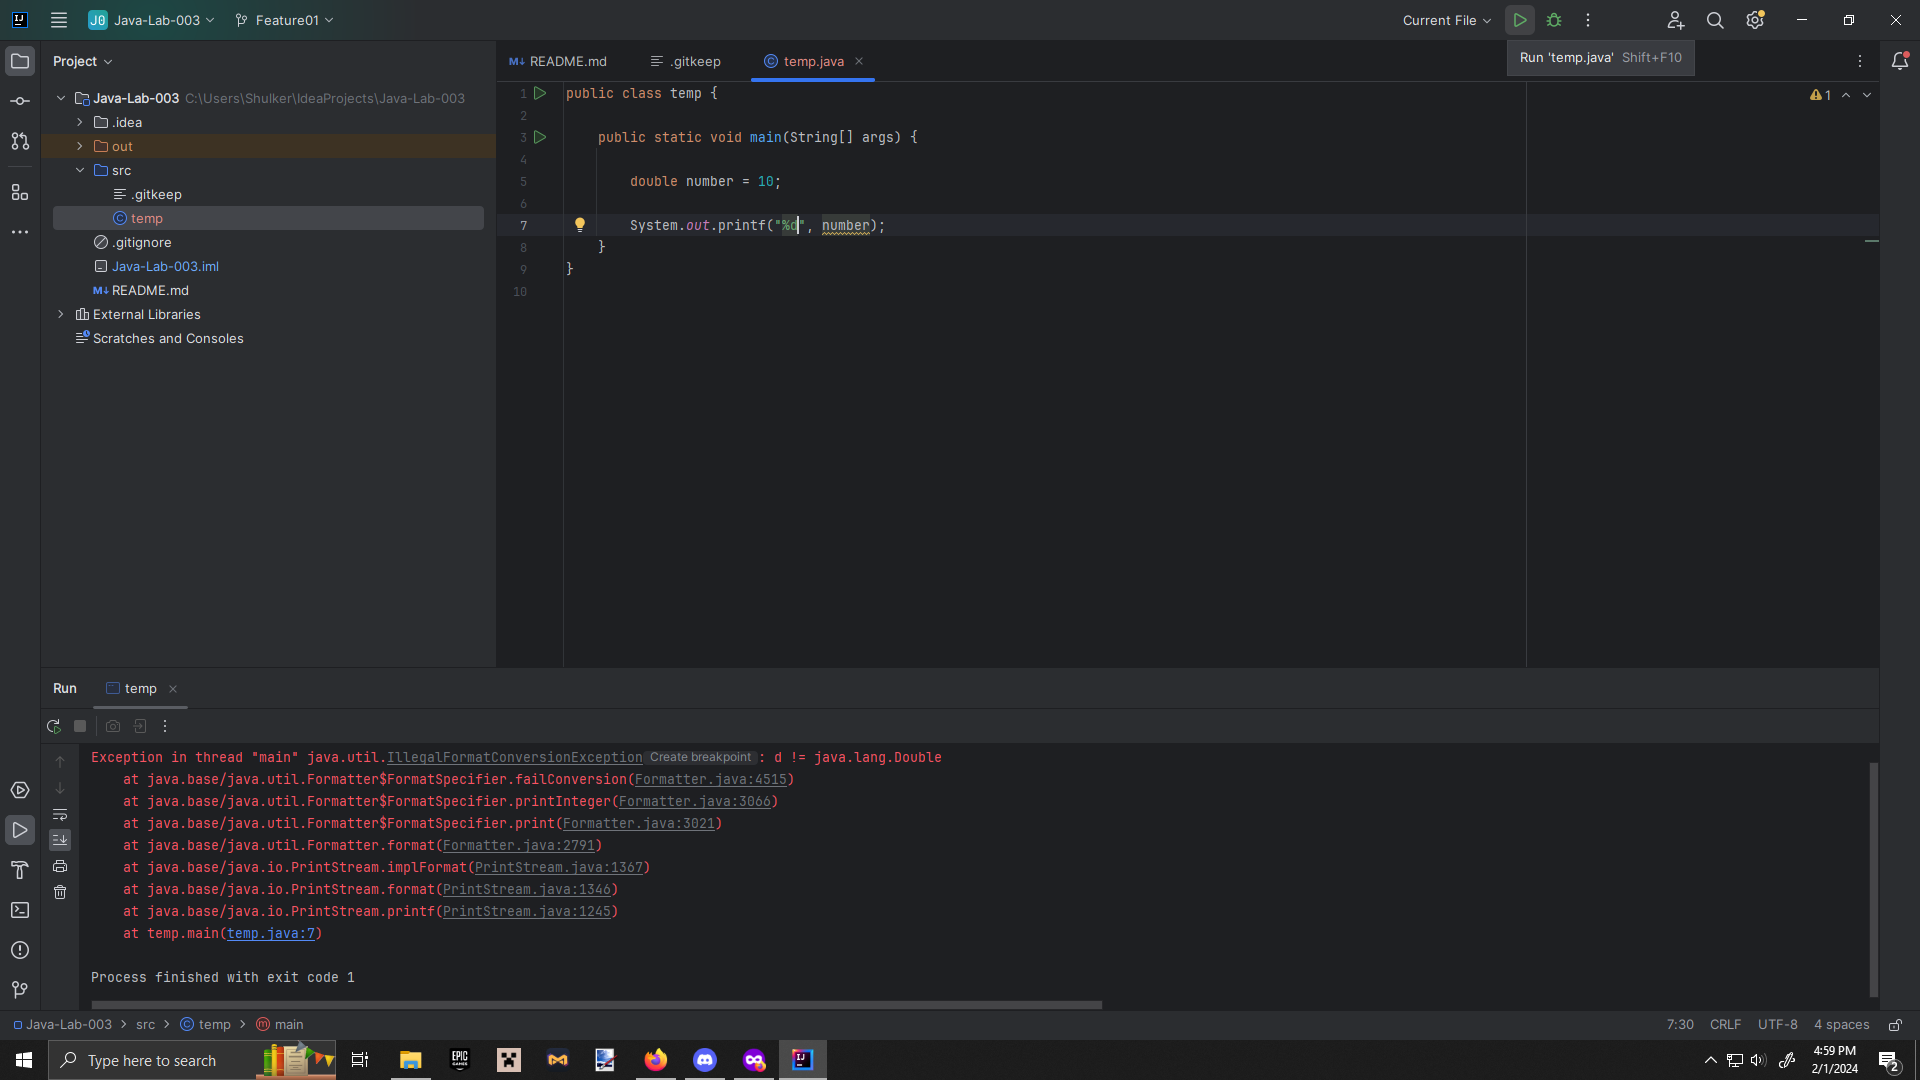 Java-Lab-003 Feature01 Current File
Run 'temp.java' Shift+F10
Project
README.md .gitkeep temp.java
Java-Lab-003 C:\Users\Shulker\IdeaProjects\Java-Lab-003
.idea
out
src
.gitkeep
temp
.gitignore
Java-Lab-003.iml
README.md
External Libraries
Scratches and Consoles
1 public class temp {
2
3 public static void main(String[] args) {
4
5 double number = 10;
6
7 System.out.printf("%d", number);
8 }
9 }
10
1
Run temp
Exception in thread "main" java.util.IllegalFormatConversionException Create breakpoint : d != java.lang.Double
at java.base/java.util.Formatter$FormatSpecifier.failConversion(Formatter.java:4515)
at java.base/java.util.Formatter$FormatSpecifier.printInteger(Formatter.java:3066)
at java.base/java.util.Formatter$FormatSpecifier.print(Formatter.java:3021)
at java.base/java.util.Formatter.format(Formatter.java:2791)
at java.base/java.io.PrintStream.implFormat(PrintStream.java:1367)
at java.base/java.io.PrintStream.format(PrintStream.java:1346)
at java.base/java.io.PrintStream.printf(PrintStream.java:1245)
at temp.main(temp.java:7)
Process finished with exit code 1
Java-Lab-003 src temp main 7:30 CRLF UTF-8 4 spaces
Type here to search
4:59 PM
2/1/2024
2